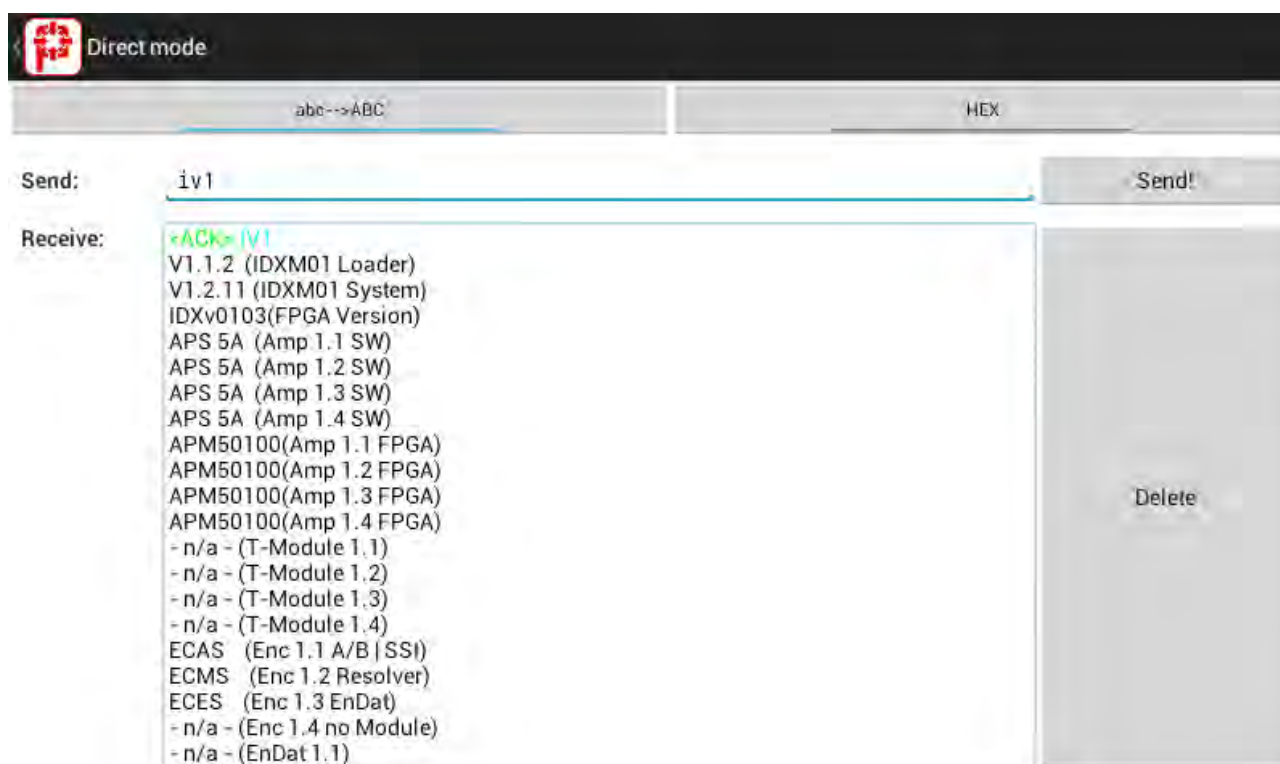 Direct mode
abc-->ABC
HEX
Send:
iv1
Send!
Receive:
<ACK> IV1
V1.1.2 (IDXM01 Loader)
V1.2.11 (IDXM01 System)
IDXv0103(FPGA Version)
APS 5A (Amp 1.1 SW)
APS 5A (Amp 1.2 SW)
APS 5A (Amp 1.3 SW)
APS 5A (Amp 1.4 SW)
APM50100(Amp 1.1 FPGA)
APM50100(Amp 1.2 FPGA)
APM50100(Amp 1.3 FPGA)
APM50100(Amp 1.4 FPGA)
- n/a - (T-Module 1.1)
- n/a - (T-Module 1.2)
- n/a - (T-Module 1.3)
- n/a - (T-Module 1.4)
ECAS (Enc 1.1 A/B | SSI)
ECMS (Enc 1.2 Resolver)
ECES (Enc 1.3 EnDat)
- n/a - (Enc 1.4 no Module)
- n/a - (EnDat 1.1)
Delete